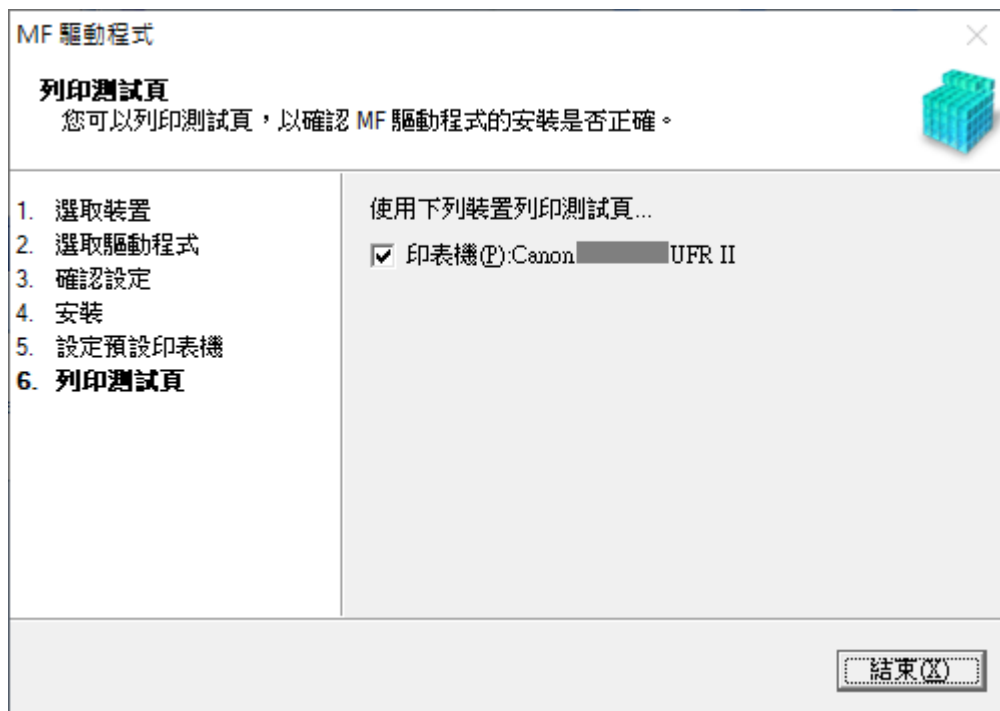 MF 驅動程式
列印測試頁
您可以列印測試頁，以確認 MF 驅動程式的安裝是否正確。
1. 選取裝置
2. 選取驅動程式
3. 確認設定
4. 安裝
5. 設定預設印表機
6. 列印測試頁
使用下列裝置列印測試頁...
印表機(P):Canon UFR II
結束(X)